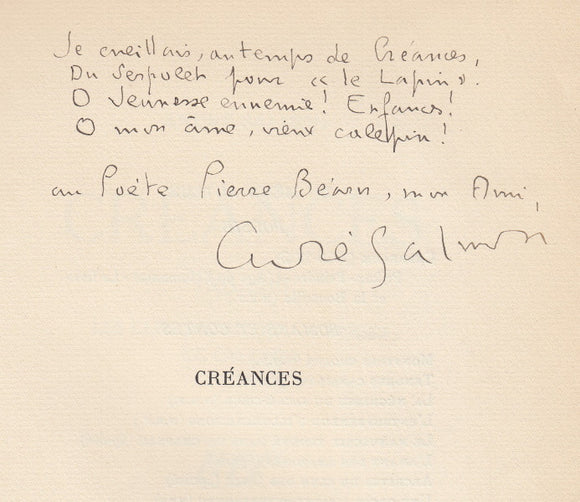 Je cueillais, au temps de Créances,
Du Serpolet pour « le Lapin ».
O Jeunesse ennemie ! Enfances !
O mon âme, vieux calepin !
au Poète Pierre Béarn, mon Ami,
André Salmon
CRÉANCES